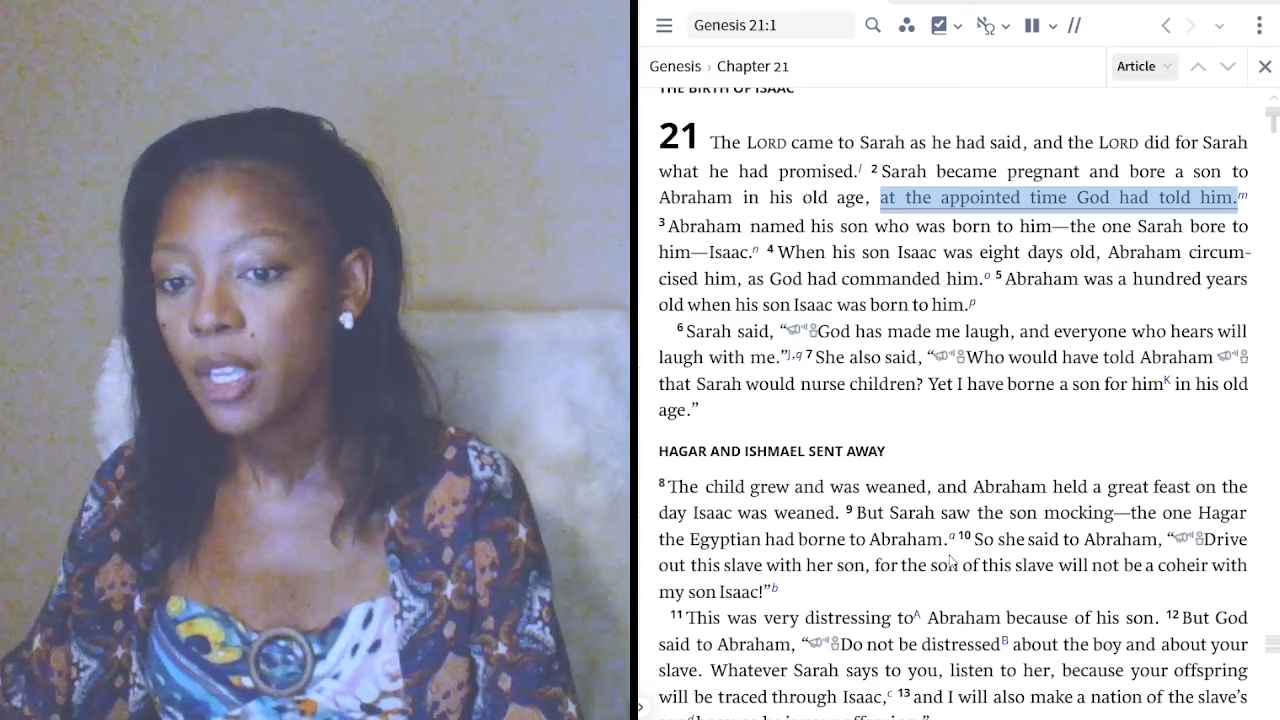 Genesis 21:1
Genesis › Chapter 21
Article
THE BIRTH OF ISAAC
21 The LORD came to Sarah as he had said, and the LORD did for Sarah
what he had promised.l 2 Sarah became pregnant and bore a son to
Abraham in his old age, at the appointed time God had told him.m
3 Abraham named his son who was born to him—the one Sarah bore to
him—Isaac.n 4 When his son Isaac was eight days old, Abraham circum-
cised him, as God had commanded him.o 5 Abraham was a hundred years
old when his son Isaac was born to him.p
6 Sarah said, “God has made me laugh, and everyone who hears will
laugh with me.”J,q 7 She also said, “Who would have told Abraham
that Sarah would nurse children? Yet I have borne a son for himK in his old
age.”
HAGAR AND ISHMAEL SENT AWAY
8 The child grew and was weaned, and Abraham held a great feast on the
day Isaac was weaned. 9 But Sarah saw the son mocking—the one Hagar
the Egyptian had borne to Abraham.a 10 So she said to Abraham, “Drive
out this slave with her son, for the son of this slave will not be a coheir with
my son Isaac!”b
11 This was very distressing toA Abraham because of his son. 12 But God
said to Abraham, “Do not be distressedB about the boy and about your
slave. Whatever Sarah says to you, listen to her, because your offspring
will be traced through Isaac,c 13 and I will also make a nation of the slave’s
sond because he is your offspring.”